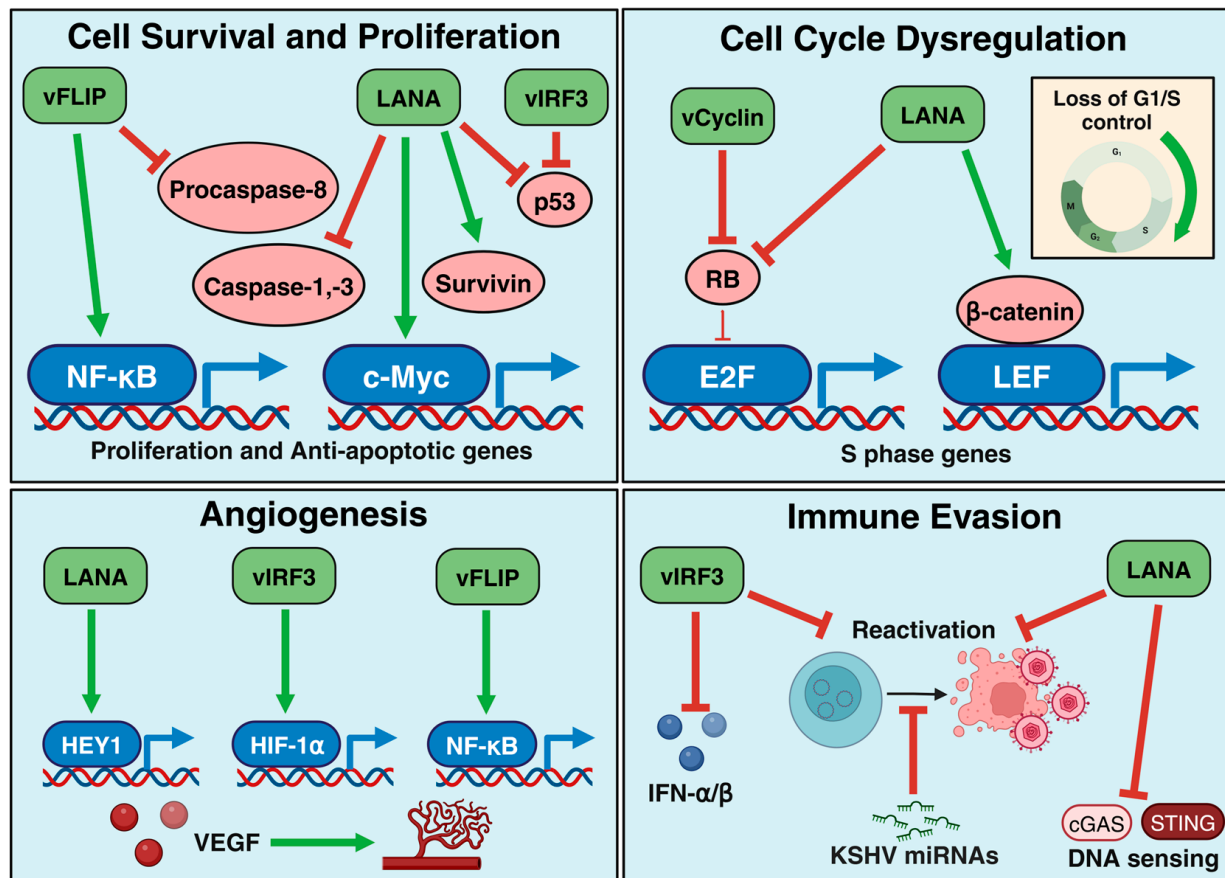 Cell Survival and Proliferation
vFLIP
LANA
vIRF3
Procaspase-8
p53
Caspase-1,-3
Survivin
NF-κB
c-Myc
Proliferation and Anti-apoptotic genes
Cell Cycle Dysregulation
vCyclin
LANA
Loss of G1/S
control
G₁
M
S
G₂
RB
β-catenin
E2F
LEF
S phase genes
Angiogenesis
LANA
vIRF3
vFLIP
HEY1
HIF-1α
NF-κB
VEGF
Immune Evasion
vIRF3
LANA
Reactivation
IFN-α/β
KSHV miRNAs
cGAS
STING
DNA sensing